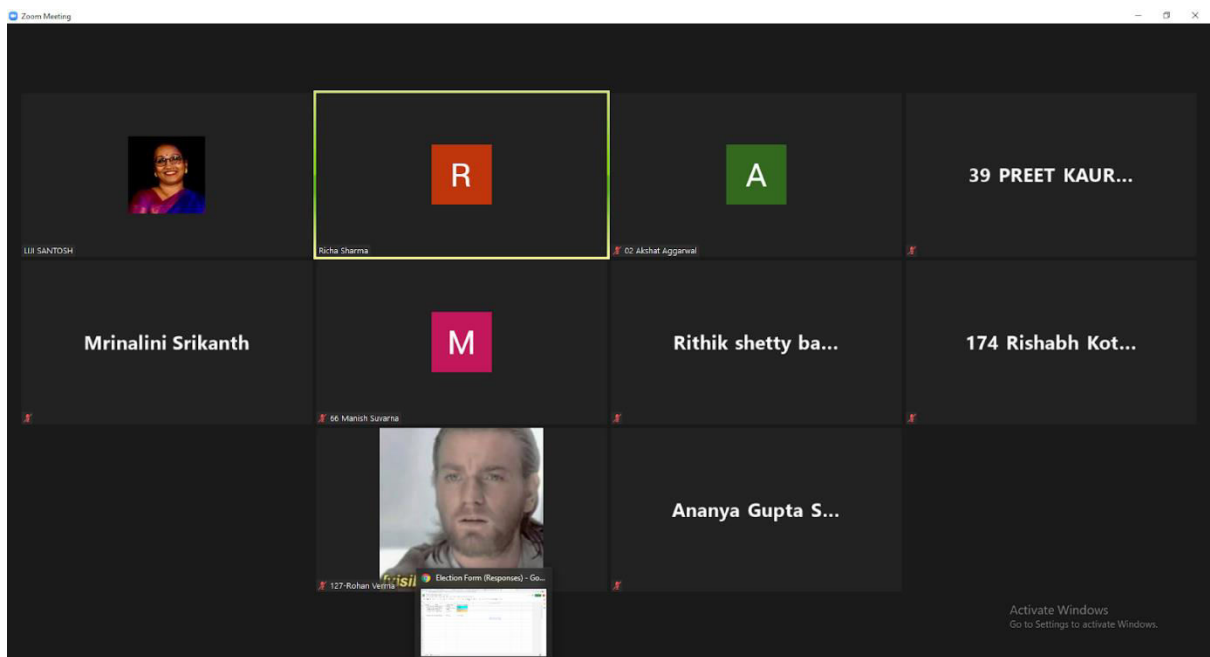 Zoom Meeting
LIJI SANTOSH
R
Richa Sharma
A
02 Akshat Aggarwal
39 PREET KAUR...
Mrinalini Srikanth
M
66 Manish Suvarna
Rithik shetty ba...
174 Rishabh Kot...
127-Rohan Verma
Election Form (Responses) - Go...
Ananya Gupta S...
Activate Windows
Go to Settings to activate Windows.